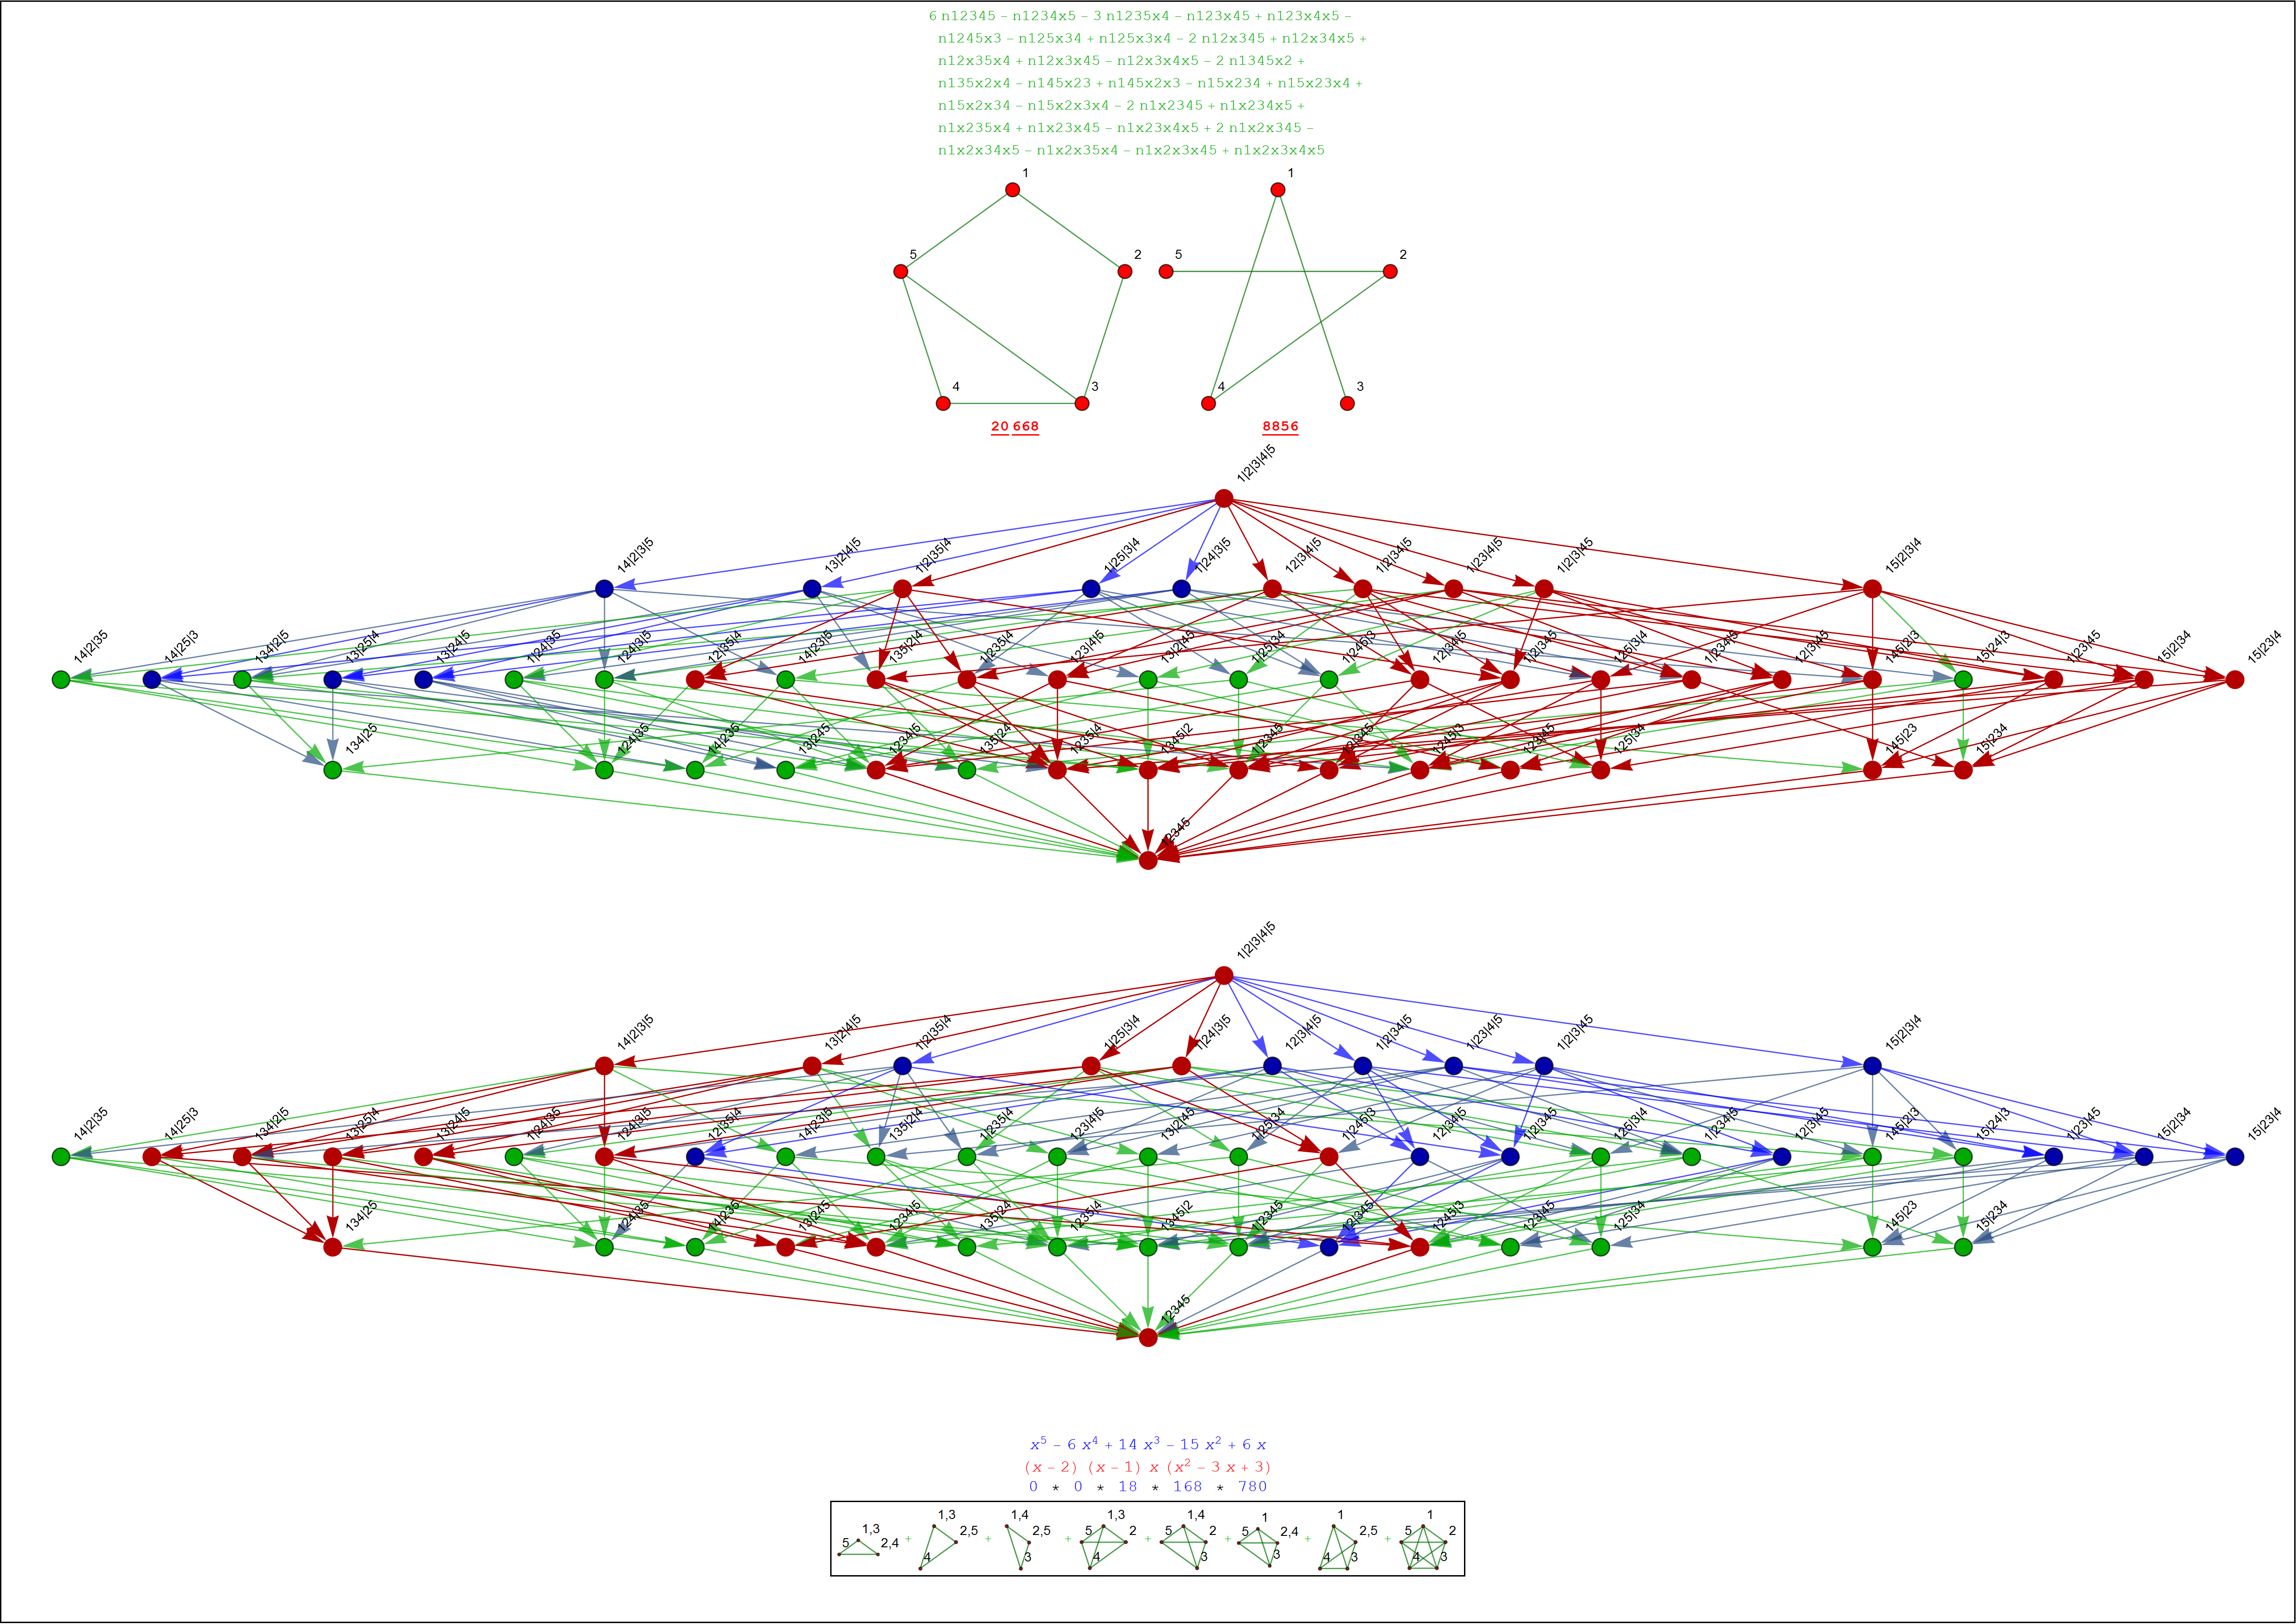 6 n12345 – n1234x5 – 3 n1235x4 – n123x45 + n123x4x5 –
n1245x3 – n125x34 + n125x3x4 – 2 n12x345 + n12x34x5 +
n12x35x4 + n12x3x45 – n12x3x4x5 – 2 n1345x2 +
n135x2x4 – n145x23 + n145x2x3 – n15x234 + n15x23x4 +
n15x2x34 – n15x2x3x4 – 2 n1x2345 + n1x234x5 +
n1x235x4 + n1x23x45 – n1x23x4x5 + 2 n1x2x345 –
n1x2x34x5 – n1x2x35x4 – n1x2x3x45 + n1x2x3x4x5
1 1
5 2 5 2
4 3 4 3
20 668 8856
1|2|3|4|5
14|2|3|5 13|2|4|5 1|2|35|4 1|25|3|4 1|24|3|5 12|3|4|5 1|2|34|5 1|23|4|5 1|2|3|45 15|2|3|4
14|2|35 14|25|3 134|2|5 13|25|4 13|24|5 1|24|35 124|3|5 12|35|4 14|23|5 135|2|4 1|235|4 123|4|5 13|2|45 1|25|34 1|245|3 12|34|5 1|2|345 125|3|4 1|234|5 12|3|45 145|2|3 15|24|3 1|23|45 15|2|34 15|23|4
134|25 124|35 14|235 13|245 1234|5 135|24 1235|4 1345|2 1|2345 12|345 1245|3 123|45 125|34 145|23 15|234
12345
1|2|3|4|5
14|2|3|5 13|2|4|5 1|2|35|4 1|25|3|4 1|24|3|5 12|3|4|5 1|2|34|5 1|23|4|5 1|2|3|45 15|2|3|4
14|2|35 14|25|3 134|2|5 13|25|4 13|24|5 1|24|35 124|3|5 12|35|4 14|23|5 135|2|4 1|235|4 123|4|5 13|2|45 1|25|34 1|245|3 12|34|5 1|2|345 125|3|4 1|234|5 12|3|45 145|2|3 15|24|3 1|23|45 15|2|34 15|23|4
134|25 124|35 14|235 13|245 1234|5 135|24 1235|4 1345|2 1|2345 12|345 1245|3 123|45 125|34 145|23 15|234
12345
x⁵ – 6 x⁴ + 14 x³ – 15 x² + 6 x
(x – 2) (x – 1) x (x² – 3 x + 3)
0 * 0 * 18 * 168 * 780
1,3 5 2,4 + 1,3 2,5 4 + 1,4 2,5 3 + 1,3 5 2 4 + 1,4 5 2 3 + 1 5 2,4 3 + 1 2,5 4 3 + 1 5 2 4 3